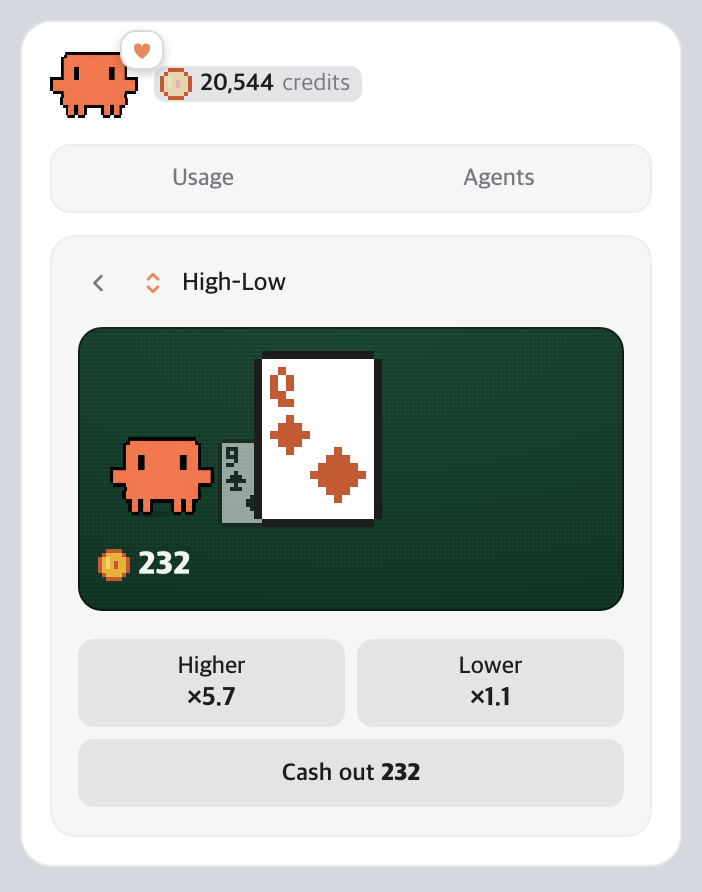 20,544 credits
Usage Agents
High-Low
9
Q
232
Higher Lower
×5.7 ×1.1
Cash out 232